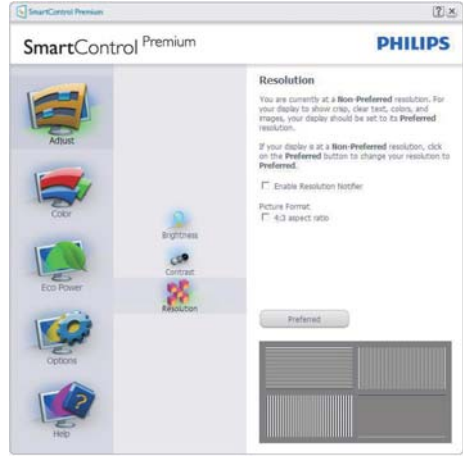 SmartControl Premium
SmartControl Premium
PHILIPS
Adjust
Color
Eco Power
Options
Help
Brightness
Contrast
Resolution
Resolution
You are currently at a Non-Preferred resolution. For
your display to show crisp, clear text, colors, and
images, your display should be set to its Preferred
resolution.
If your display is at a Non-Preferred resolution, click
on the Preferred button to change your resolution to
Preferred.
Enable Resolution Notifier
Picture Format
4:3 aspect ratio
Preferred